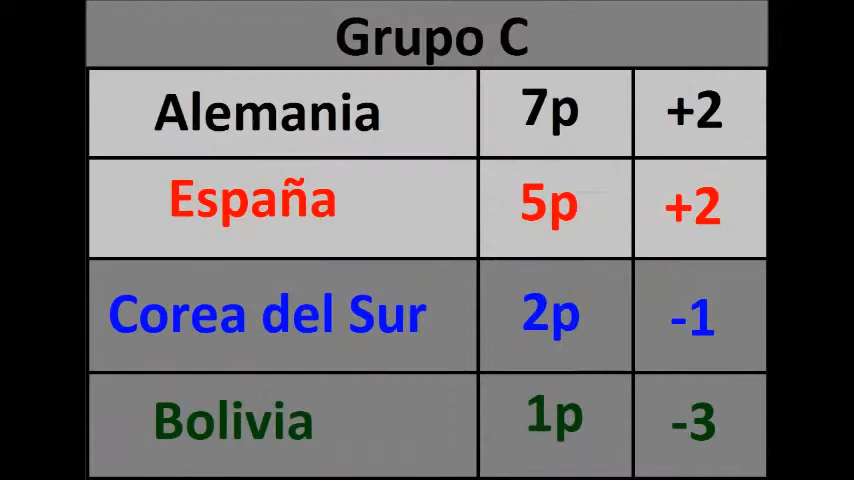 Grupo C
Alemania 7p +2
España 5p +2
Corea del Sur 2p -1
Bolivia 1p -3